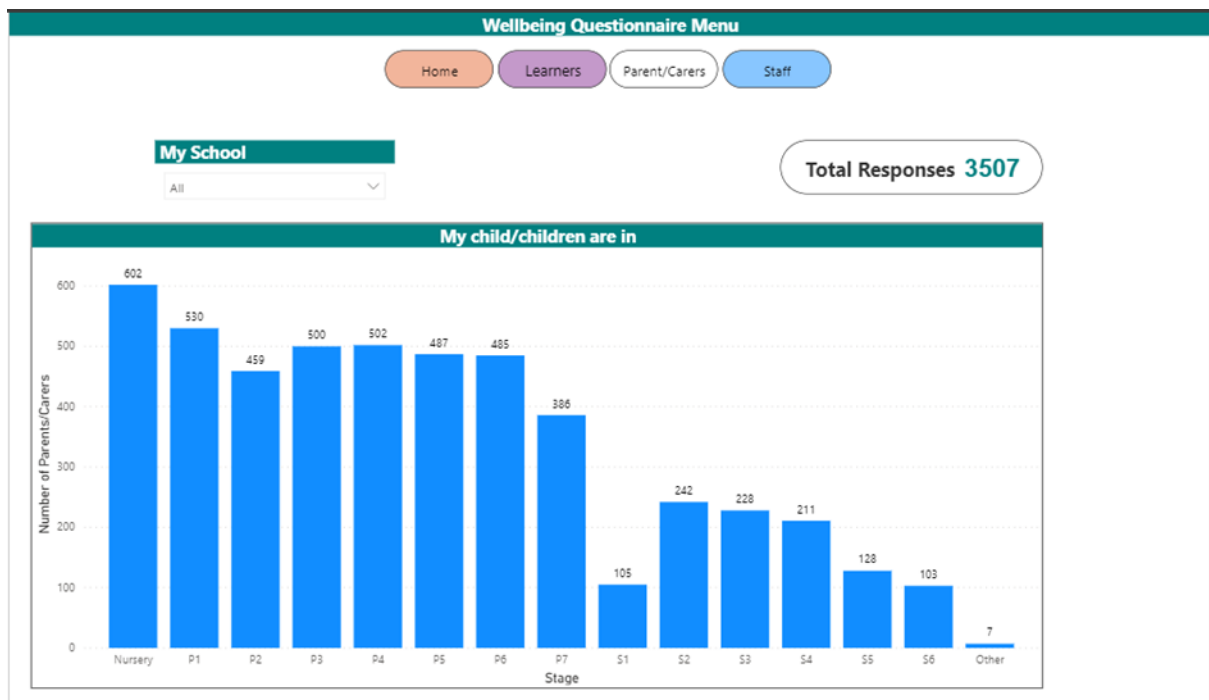 Wellbeing Questionnaire Menu
Home Learners Parent/Carers Staff
My School
All
Total Responses 3507
My child/children are in
Number of Parents/Carers
600
500
400
300
200
100
0
602
530
459
500
502
487
485
386
105
242
228
211
128
103
7
Nursery P1 P2 P3 P4 P5 P6 P7 S1 S2 S3 S4 S5 S6 Other
Stage